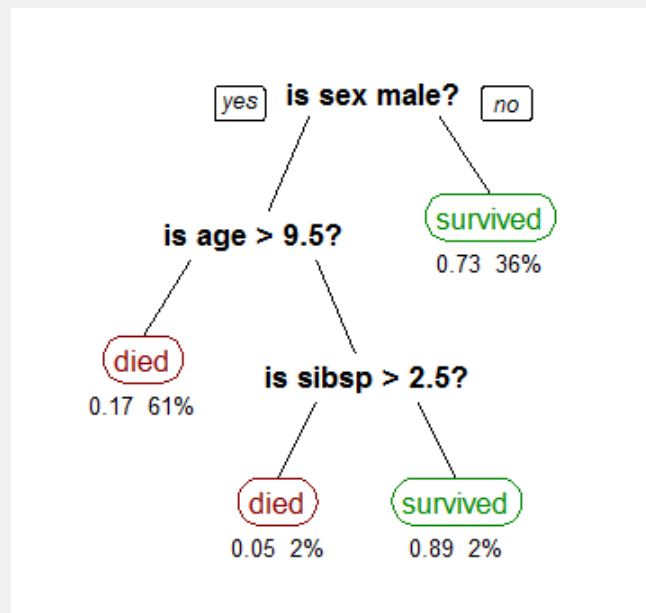 yes is sex male? no
survived
0.73 36%
is age > 9.5?
died
0.17 61%
is sibsp > 2.5?
died survived
0.05 2% 0.89 2%